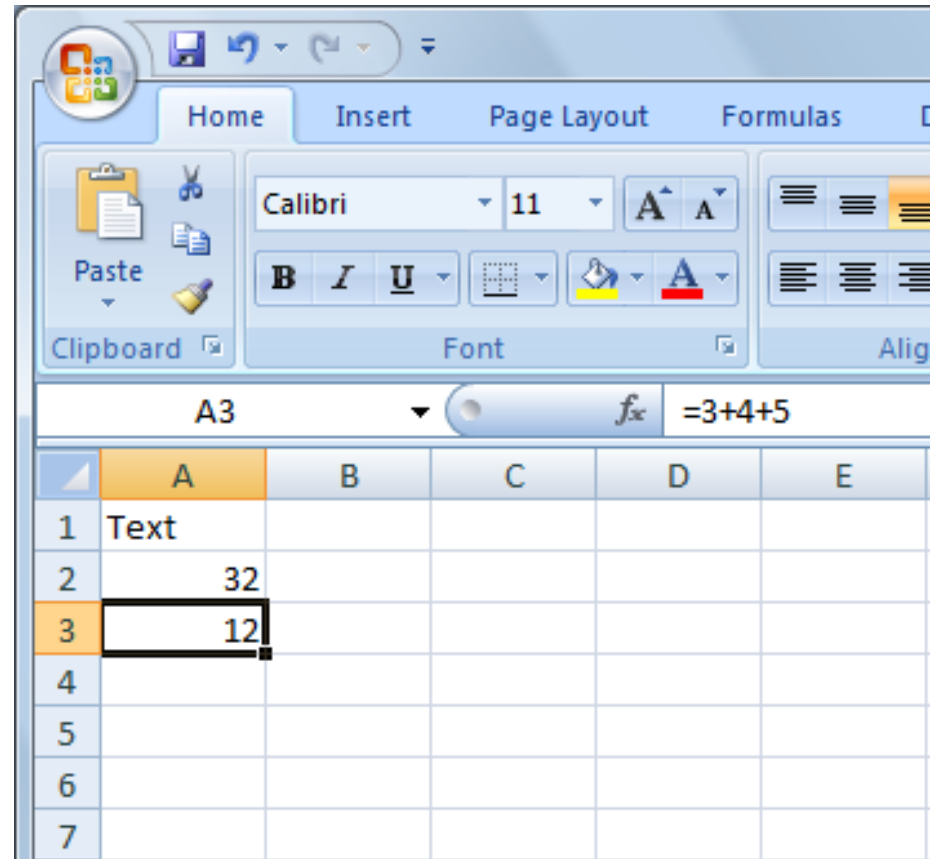 Home Insert Page Layout Formulas
Calibri 11 A A
Paste B I U A
Clipboard Font Alig
A3 fx =3+4+5
A B C D E
1 Text
2 32
3 12
4
5
6
7